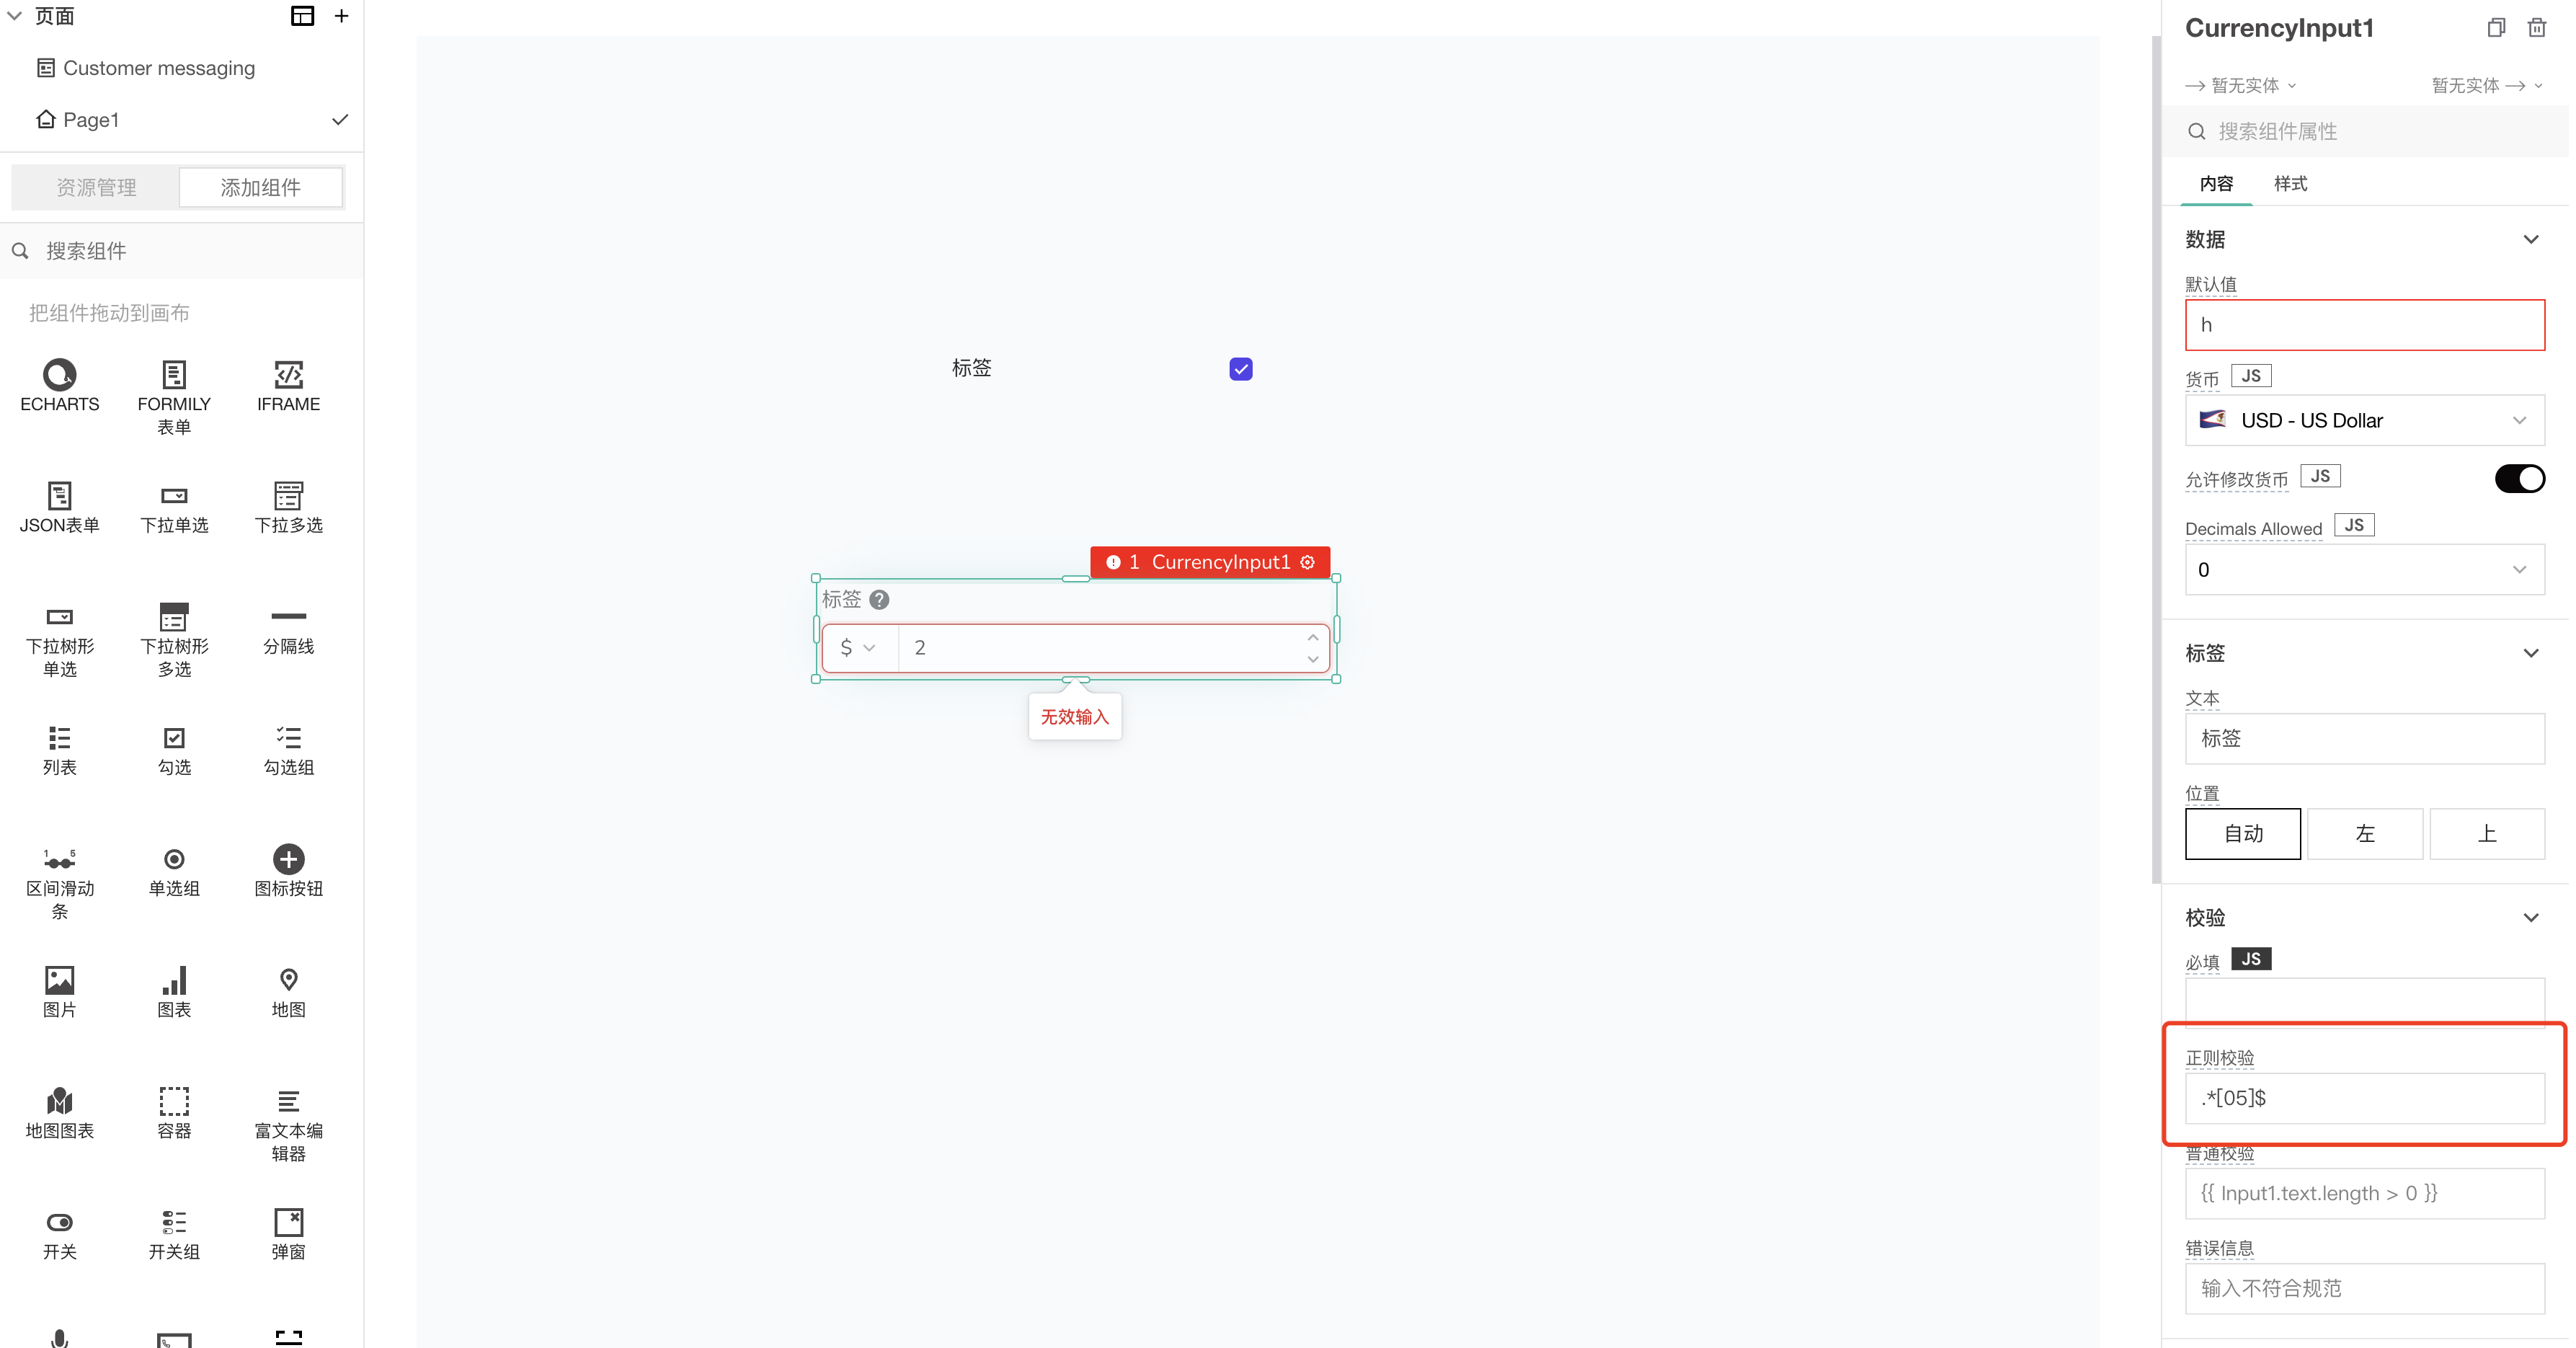 页面
Customer messaging
Page1
资源管理
添加组件
搜索组件
把组件拖动到画布
ECHARTS
FORMILY
表单
IFRAME
JSON表单
下拉单选
下拉多选
下拉树形
单选
下拉树形
多选
分隔线
列表
勾选
勾选组
1 5
区间滑动
条
单选组
图标按钮
图片
图表
地图
地图图表
容器
富文本编
辑器
开关
开关组
弹窗
标签
1 CurrencyInput1
标签
$ 2
无效输入
CurrencyInput1
暂无实体
暂无实体
搜索组件属性
内容
样式
数据
默认值
h
货币 JS
USD - US Dollar
允许修改货币 JS
Decimals Allowed JS
0
标签
文本
标签
位置
自动
左
上
校验
必填 JS
正则校验
.*[05]$
普通校验
{{ Input1.text.length > 0 }}
错误信息
输入不符合规范